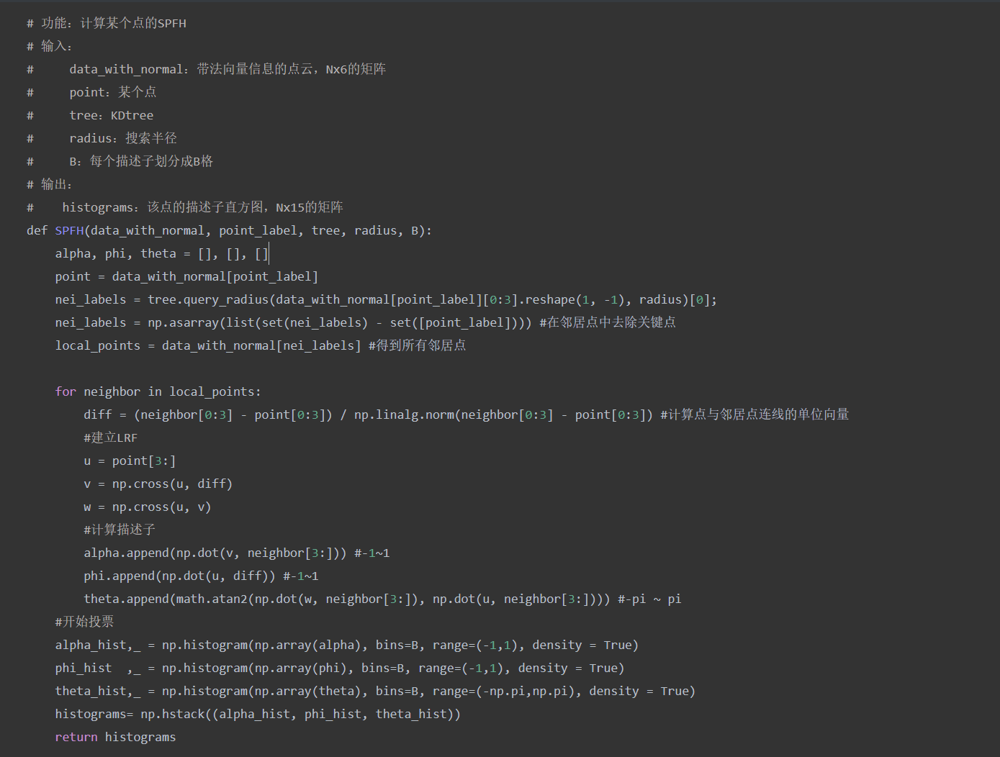 # 功能：计算某个点的SPFH
# 输入：
#     data_with_normal：带法向量信息的点云，Nx6的矩阵
#     point：某个点
#     tree：KDtree
#     radius：搜索半径
#     B：每个描述子划分成B格
# 输出：
#    histograms：该点的描述子直方图，Nx15的矩阵
def SPFH(data_with_normal, point_label, tree, radius, B):
    alpha, phi, theta = [], [], []
    point = data_with_normal[point_label]
    nei_labels = tree.query_radius(data_with_normal[point_label][0:3].reshape(1, -1), radius)[0];
    nei_labels = np.asarray(list(set(nei_labels) - set([point_label]))) #在邻居点中去除关键点
    local_points = data_with_normal[nei_labels] #得到所有邻居点

    for neighbor in local_points:
        diff = (neighbor[0:3] - point[0:3]) / np.linalg.norm(neighbor[0:3] - point[0:3]) #计算点与邻居点连线的单位向量
        #建立LRF
        u = point[3:]
        v = np.cross(u, diff)
        w = np.cross(u, v)
        #计算描述子
        alpha.append(np.dot(v, neighbor[3:])) #-1~1
        phi.append(np.dot(u, diff)) #-1~1
        theta.append(math.atan2(np.dot(w, neighbor[3:]), np.dot(u, neighbor[3:]))) #-pi ~ pi
    #开始投票
    alpha_hist,_ = np.histogram(np.array(alpha), bins=B, range=(-1,1), density = True)
    phi_hist  ,_ = np.histogram(np.array(phi), bins=B, range=(-1,1), density = True)
    theta_hist,_ = np.histogram(np.array(theta), bins=B, range=(-np.pi,np.pi), density = True)
    histograms= np.hstack((alpha_hist, phi_hist, theta_hist))
    return histograms